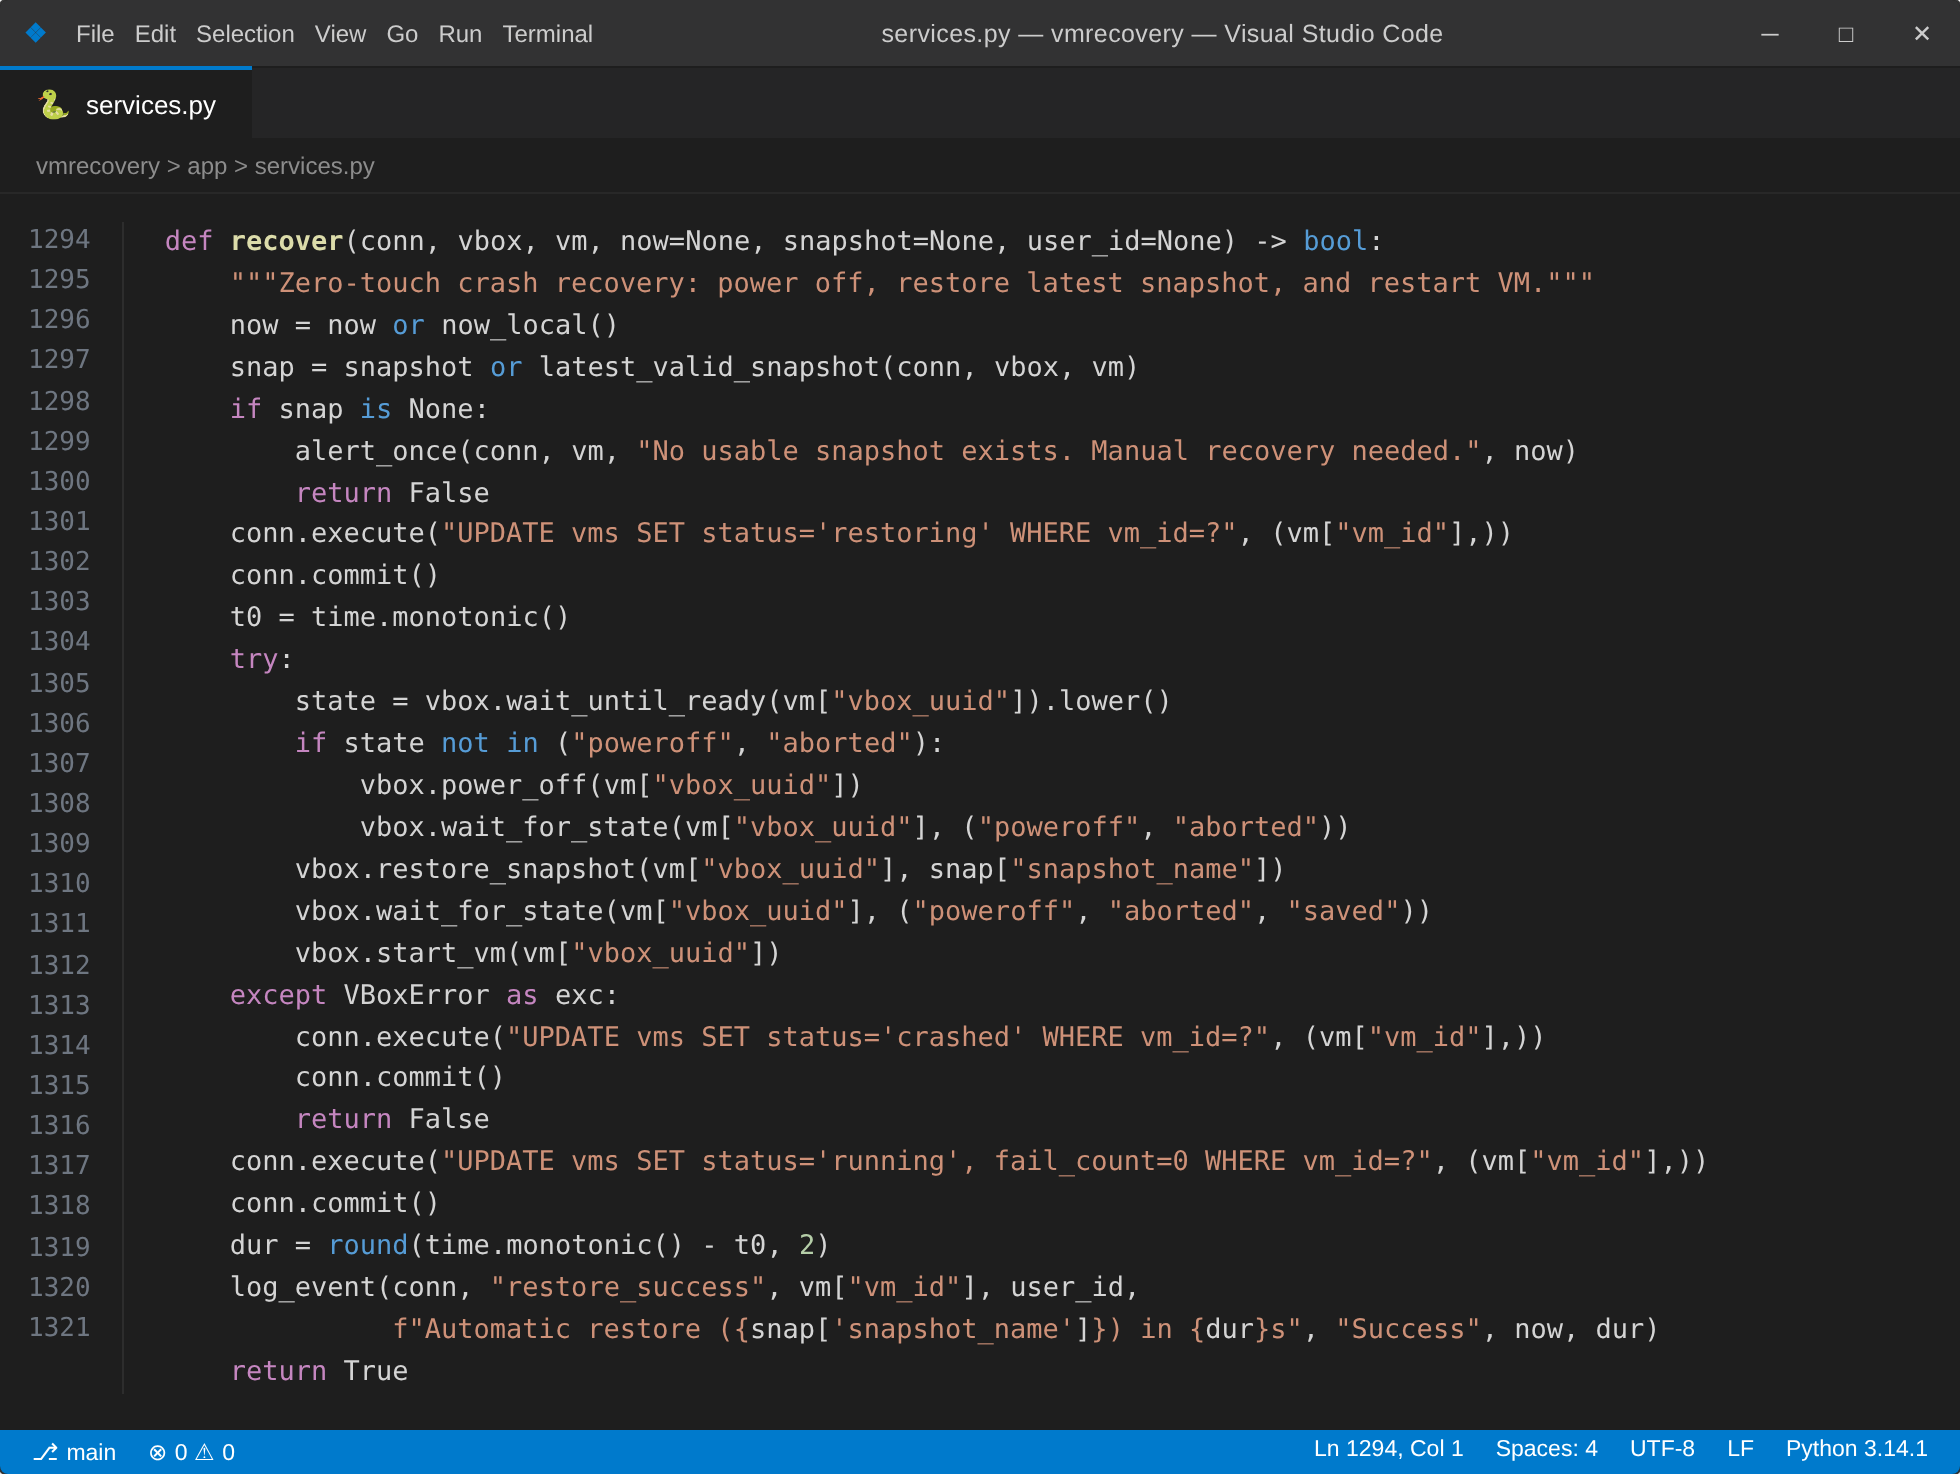 File Edit Selection View Go Run Terminal services.py — vmrecovery — Visual Studio Code
services.py
vmrecovery > app > services.py
1294 def recover(conn, vbox, vm, now=None, snapshot=None, user_id=None) -> bool:
1295     """Zero-touch crash recovery: power off, restore latest snapshot, and restart VM."""
1296     now = now or now_local()
1297     snap = snapshot or latest_valid_snapshot(conn, vbox, vm)
1298     if snap is None:
1299         alert_once(conn, vm, "No usable snapshot exists. Manual recovery needed.", now)
1300         return False
1301     conn.execute("UPDATE vms SET status='restoring' WHERE vm_id=?", (vm["vm_id"],))
1302     conn.commit()
1303     t0 = time.monotonic()
1304     try:
1305         state = vbox.wait_until_ready(vm["vbox_uuid"]).lower()
1306         if state not in ("poweroff", "aborted"):
1307             vbox.power_off(vm["vbox_uuid"])
1308             vbox.wait_for_state(vm["vbox_uuid"], ("poweroff", "aborted"))
1309         vbox.restore_snapshot(vm["vbox_uuid"], snap["snapshot_name"])
1310         vbox.wait_for_state(vm["vbox_uuid"], ("poweroff", "aborted", "saved"))
1311         vbox.start_vm(vm["vbox_uuid"])
1312     except VBoxError as exc:
1313         conn.execute("UPDATE vms SET status='crashed' WHERE vm_id=?", (vm["vm_id"],))
1314         conn.commit()
1315         return False
1316     conn.execute("UPDATE vms SET status='running', fail_count=0 WHERE vm_id=?", (vm["vm_id"],))
1317     conn.commit()
1318     dur = round(time.monotonic() - t0, 2)
1319     log_event(conn, "restore_success", vm["vm_id"], user_id,
1320               f"Automatic restore ({snap['snapshot_name']}) in {dur}s", "Success", now, dur)
1321     return True
main 0 0 Ln 1294, Col 1 Spaces: 4 UTF-8 LF Python 3.14.1